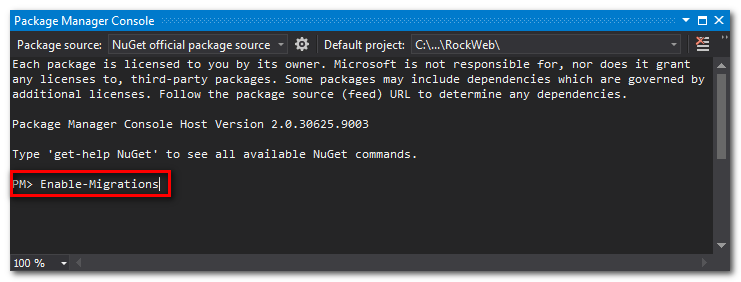 Package Manager Console
Package source: NuGet official package source Default project: C:\...\RockWeb\
Each package is licensed to you by its owner. Microsoft is not responsible for, nor does it grant
any licenses to, third-party packages. Some packages may include dependencies which are governed by
additional licenses. Follow the package source (feed) URL to determine any dependencies.
Package Manager Console Host Version 2.0.30625.9003
Type 'get-help NuGet' to see all available NuGet commands.
PM> Enable-Migrations
100 %